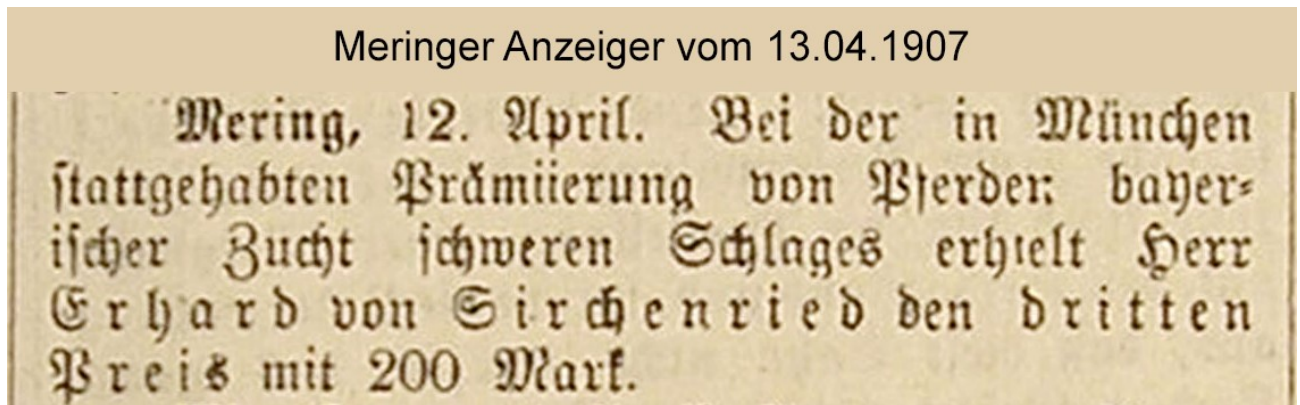 Meringer Anzeiger vom 13.04.1907
Mering, 12. April. Bei der in München
stattgehabten Prämiierung von Pferden bayer-
ischer Zucht schweren Schlages erhielt Herr
Erhard von Sirchenried den dritten
Preis mit 200 Mark.